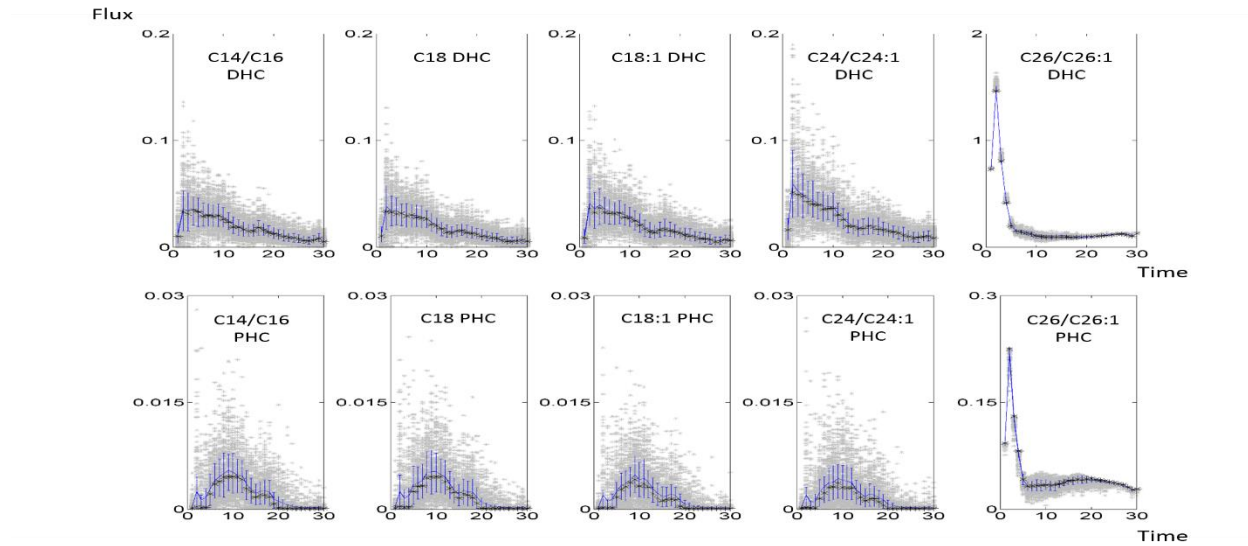 Flux
0.2 0.2 0.2 0.2 2
C14/C16 C18 DHC C18:1 DHC C24/C24:1 C26/C26:1
DHC DHC DHC
0.1 0.1 0.1 0.1 1
0 0 0 0 0
0 10 20 30 0 10 20 30 0 10 20 30 0 10 20 30 0 10 20 30
Time
0.03 0.03 0.03 0.03 0.3
C14/C16 C18 PHC C18:1 PHC C24/C24:1 C26/C26:1
PHC PHC PHC
0.015 0.015 0.015 0.015 0.15
0 0 0 0 0
0 10 20 30 0 10 20 30 0 10 20 30 0 10 20 30 0 10 20 30
Time